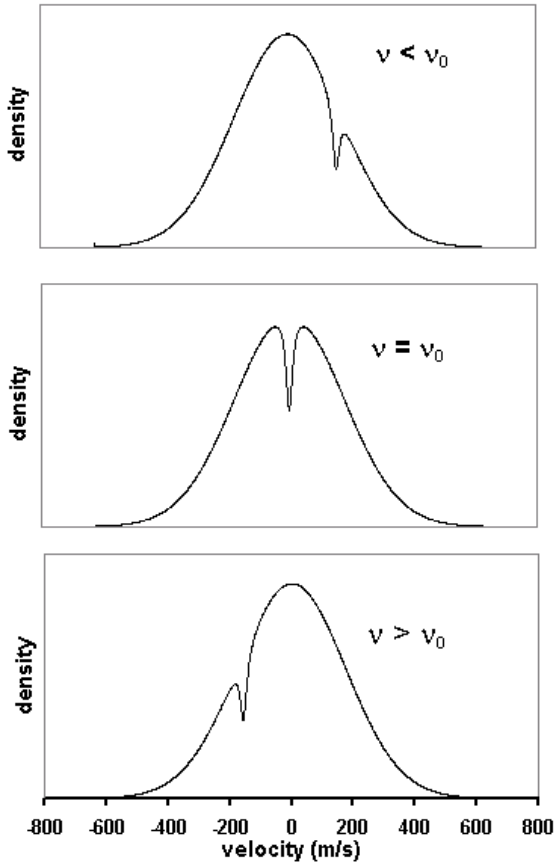 density
ν < ν₀
density
ν = ν₀
density
ν > ν₀
-800 -600 -400 -200 0 200 400 600 800
velocity (m/s)